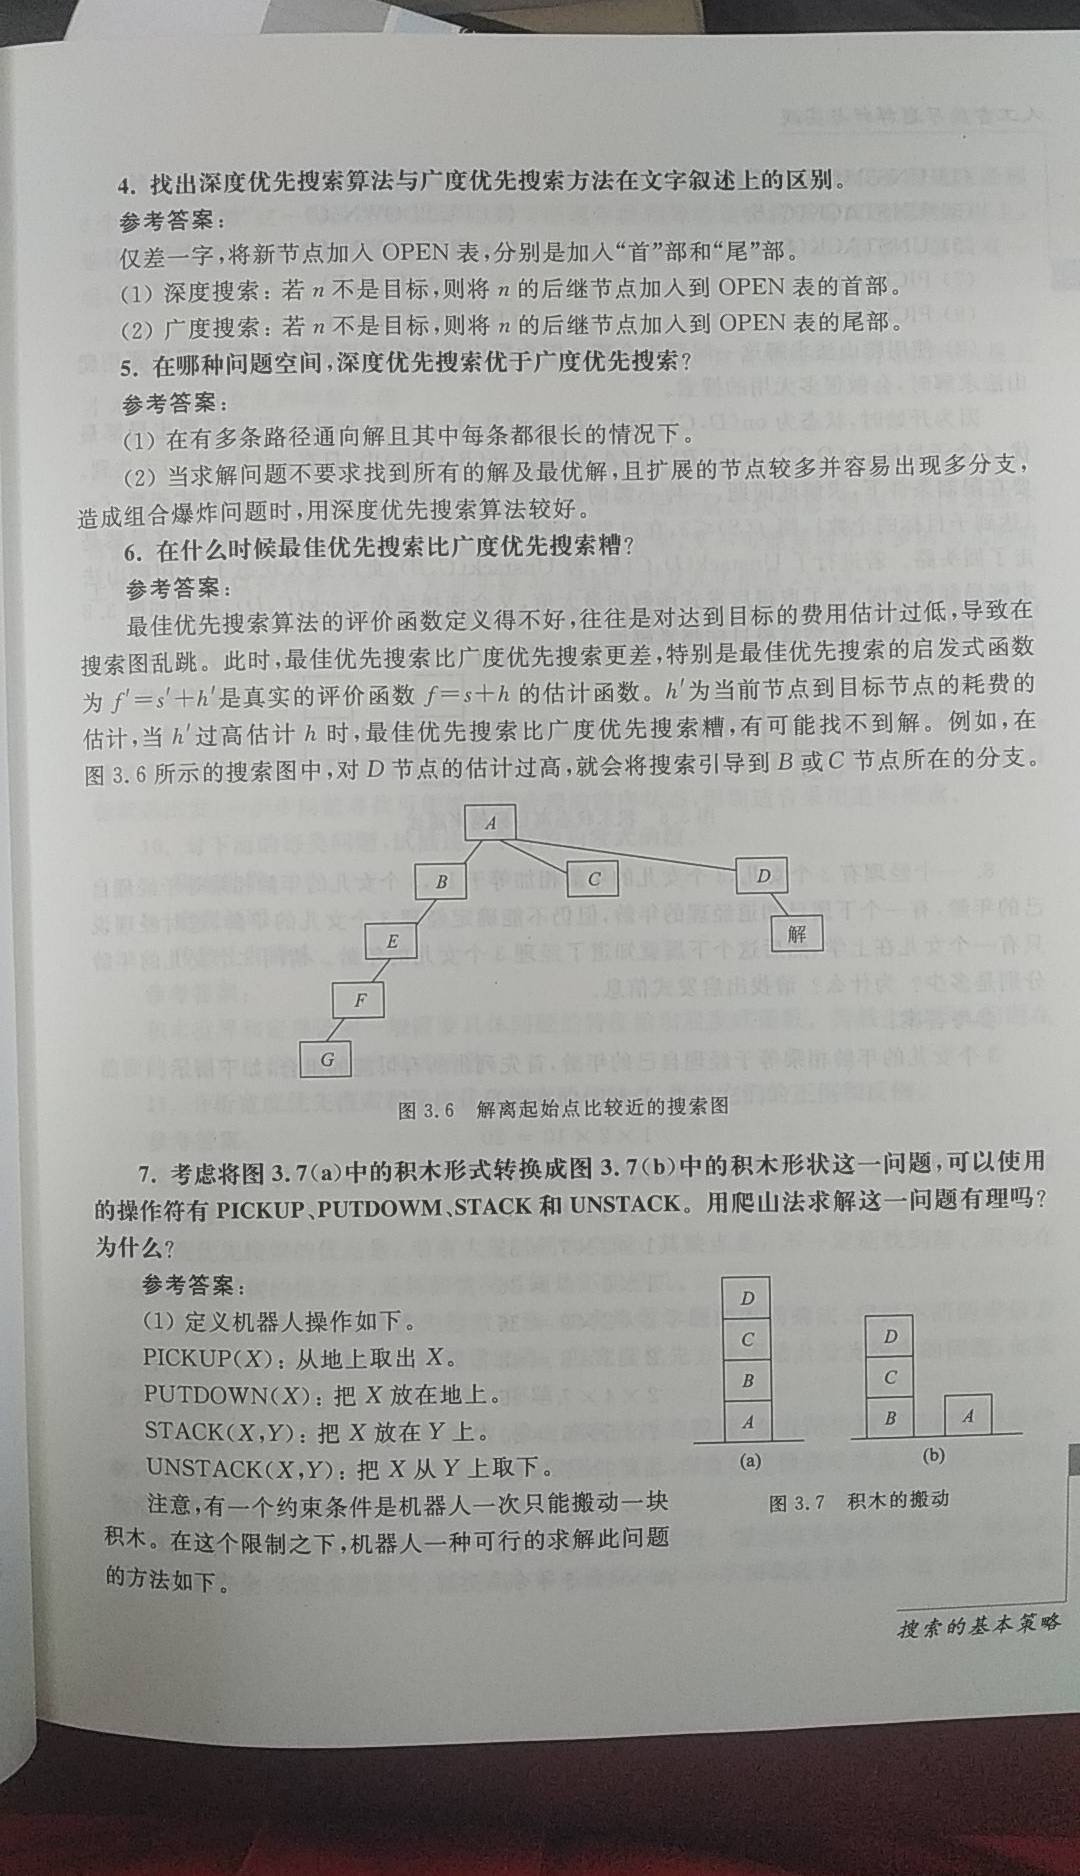 4. 找出深度优先搜索算法与广度优先搜索方法在文字叙述上的区别。
参考答案:
仅差一字,将新节点加入 OPEN 表,分别是加入“首”部和“尾”部。
(1) 深度搜索: 若 n 不是目标,则将 n 的后继节点加入到 OPEN 表的首部。
(2) 广度搜索: 若 n 不是目标,则将 n 的后继节点加入到 OPEN 表的尾部。
5. 在哪种问题空间,深度优先搜索优于广度优先搜索?
参考答案:
(1) 在有多条路径通向解且其中每条都很长的情况下。
(2) 当求解问题不要求找到所有的解及最优解,且扩展的节点较多并容易出现多分支,
造成组合爆炸问题时,用深度优先搜索算法较好。
6. 在什么时候最佳优先搜索比广度优先搜索糟?
参考答案:
最佳优先搜索算法的评价函数定义得不好,往往是对达到目标的费用估计过低,导致在
搜索图乱跳。此时,最佳优先搜索比广度优先搜索更差,特别是最佳优先搜索的启发式函数
为 f′=s′+h′是真实的评价函数 f=s+h 的估计函数。h′为当前节点到目标节点的耗费的
估计,当 h′过高估计 h 时,最佳优先搜索比广度优先搜索糟,有可能找不到解。例如,在
图 3.6 所示的搜索图中,对 D 节点的估计过高,就会将搜索引导到 B 或 C 节点所在的分支。
A
B
C
D
E
解
F
G
图 3.6 解离起始点比较近的搜索图
7. 考虑将图 3.7(a)中的积木形式转换成图 3.7(b)中的积木形状这一问题,可以使用
的操作符有 PICKUP、PUTDOWM、STACK 和 UNSTACK。用爬山法求解这一问题有理吗?
为什么?
参考答案:
(1) 定义机器人操作如下。
PICKUP(X): 从地上取出 X。
PUTDOWN(X): 把 X 放在地上。
STACK(X,Y): 把 X 放在 Y 上。
UNSTACK(X,Y): 把 X 从 Y 上取下。
注意,有一个约束条件是机器人一次只能搬动一块
积木。在这个限制之下,机器人一种可行的求解此问题
的方法如下。
D
C
B
A
(a)
D
C
B
A
(b)
图 3.7 积木的搬动
搜索的基本策略